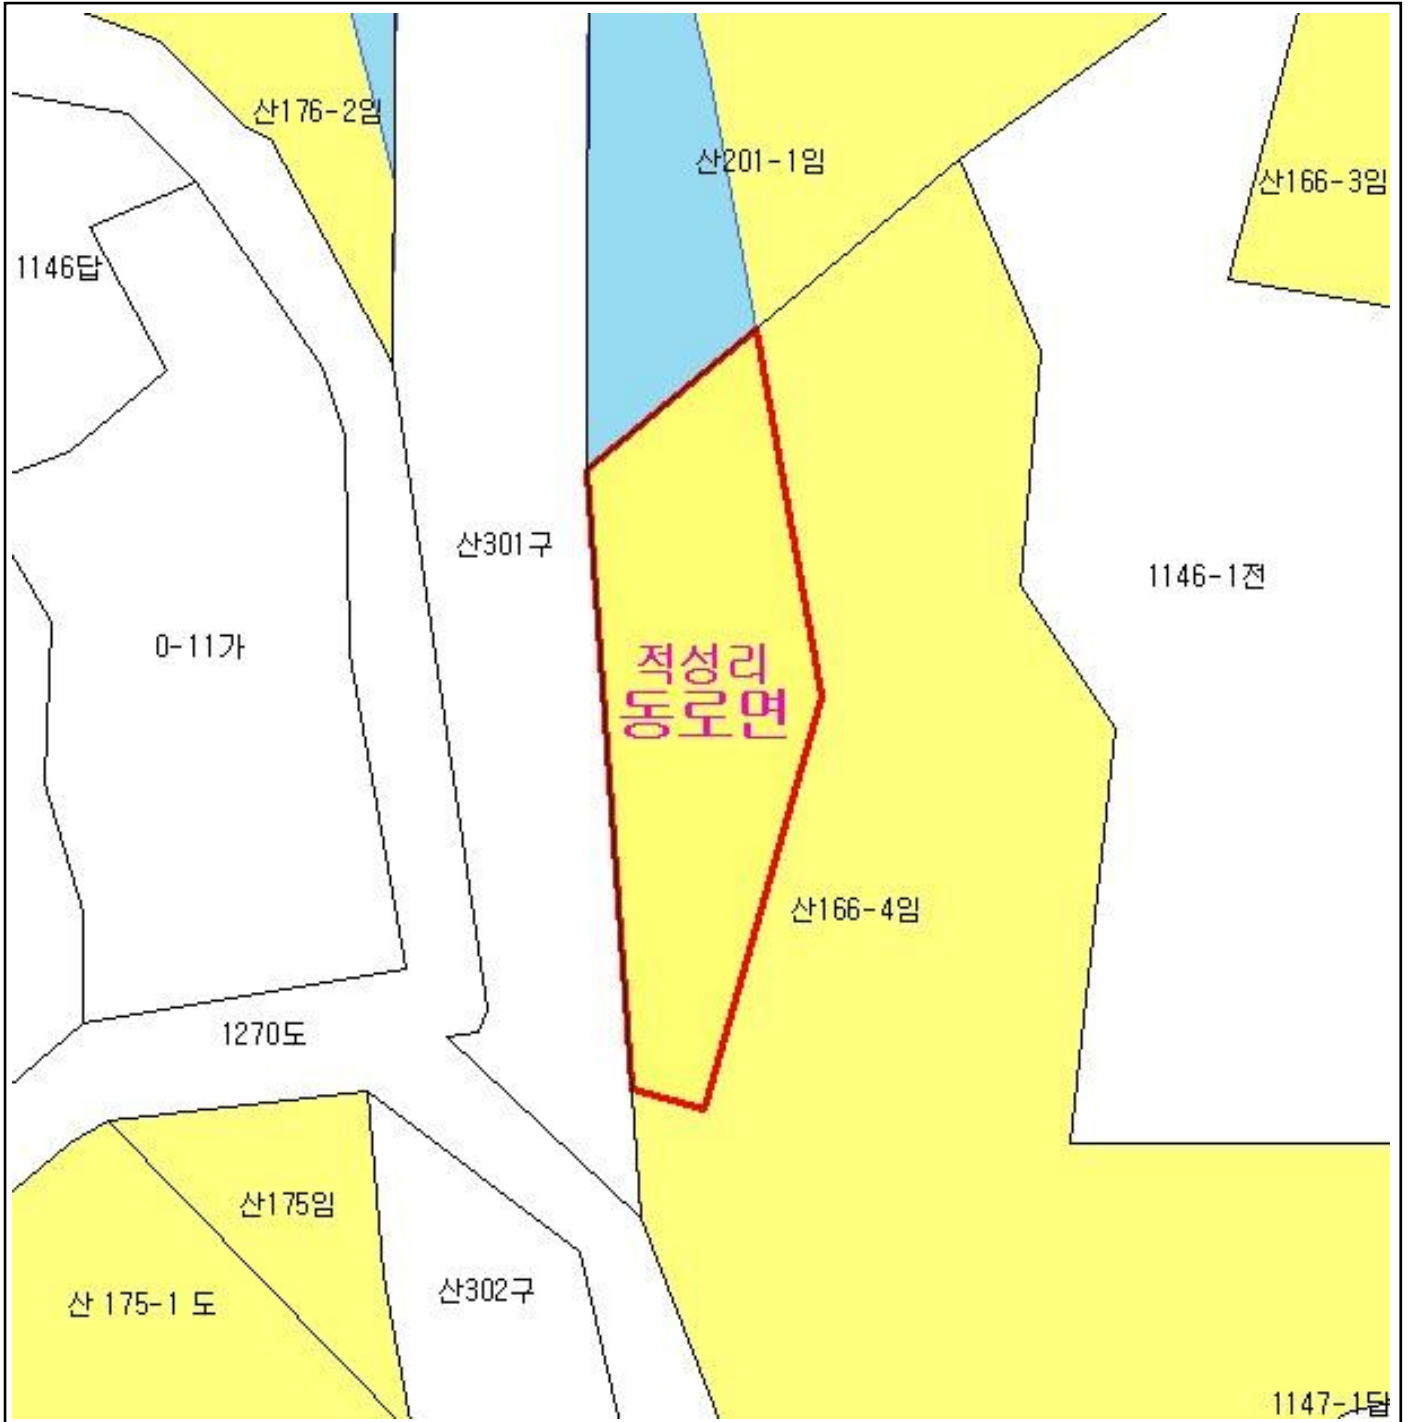 산176-2임
산201-1임
산166-3임
1146답
산301구
1146-1전
0-11가
적성리
동로면
산166-4임
1270도
산175임
산302구
산 175-1 도
1147-1답